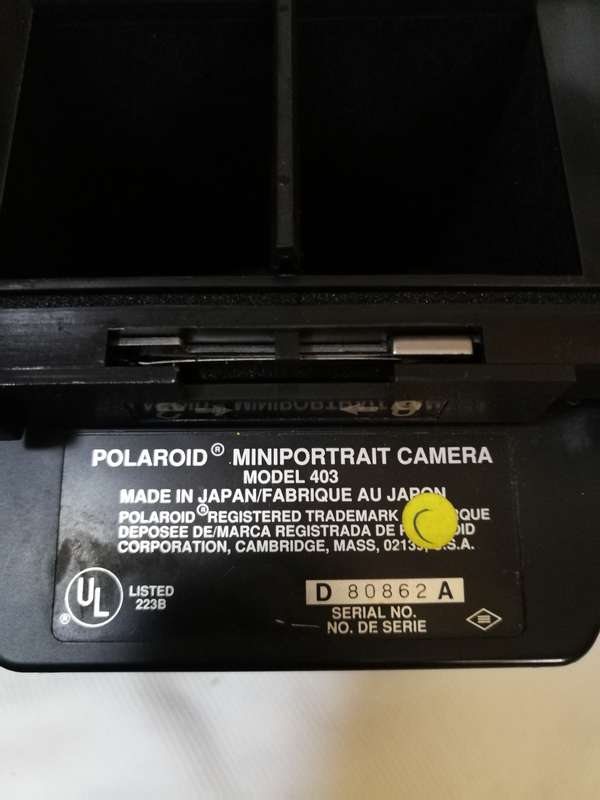 POLAROID® MINIPORTRAIT CAMERA
MODEL 403
MADE IN JAPAN/FABRIQUE AU JAPON
POLAROID® REGISTERED TRADEMARK
DEPOSEE DE/MARCA REGISTRADA DE
CORPORATION, CAMBRIDGE, MASS,
UL
®
LISTED
223B
D 80862 A
SERIAL NO.
NO. DE SERIE
C